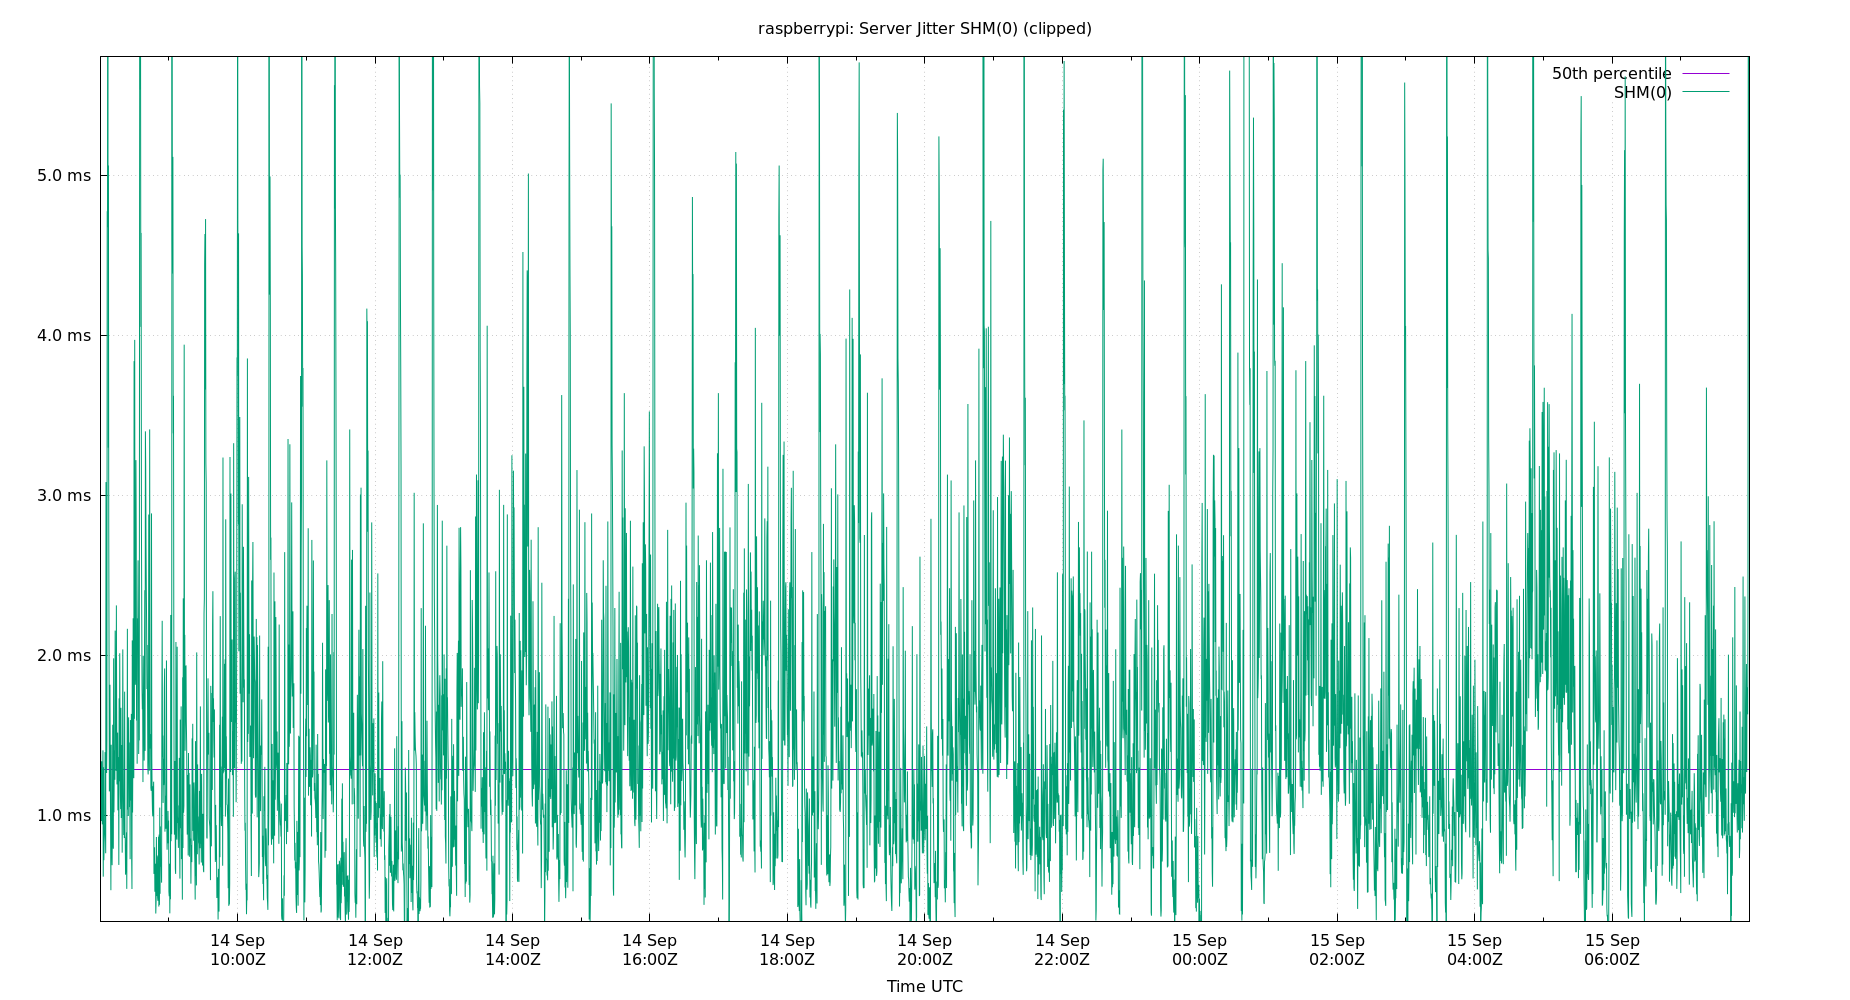 raspberrypi: Server Jitter SHM(0) (clipped)
50th percentile
SHM(0)
5.0 ms
4.0 ms
3.0 ms
2.0 ms
1.0 ms
14 Sep 14 Sep 14 Sep 14 Sep 14 Sep 14 Sep 14 Sep 15 Sep 15 Sep 15 Sep 15 Sep
10:00Z 12:00Z 14:00Z 16:00Z 18:00Z 20:00Z 22:00Z 00:00Z 02:00Z 04:00Z 06:00Z
Time UTC